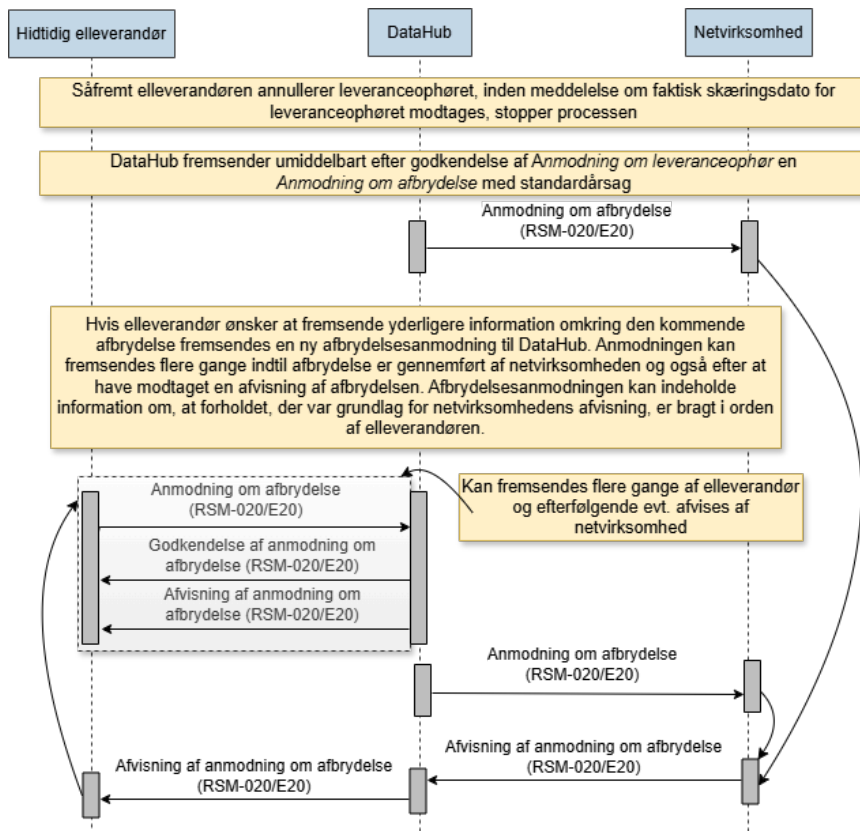 Hidtidig elleverandør
DataHub
Netvirksomhed
Såfremt elleverandøren annullerer leveranceophøret, inden meddelelse om faktisk skæringsdato for
leveranceophøret modtages, stopper processen
DataHub fremsender umiddelbart efter godkendelse af Anmodning om leveranceophør en
Anmodning om afbrydelse med standardårsag
Anmodning om afbrydelse
(RSM-020/E20)
Hvis elleverandør ønsker at fremsende yderligere information omkring den kommende
afbrydelse fremsendes en ny afbrydelsesanmodning til DataHub. Anmodningen kan
fremsendes flere gange indtil afbrydelse er gennemført af netvirksomheden og også efter at
have modtaget en afvisning af afbrydelsen. Afbrydelsesanmodningen kan indeholde
information om, at forholdet, der var grundlag for netvirksomhedens afvisning, er bragt i orden
af elleverandøren.
Anmodning om afbrydelse
(RSM-020/E20)
Kan fremsendes flere gange af elleverandør
og efterfølgende evt. afvises af
netvirksomhed
Godkendelse af anmodning om
afbrydelse (RSM-020/E20)
Afvisning af anmodning om
afbrydelse (RSM-020/E20)
Anmodning om afbrydelse
(RSM-020/E20)
Afvisning af anmodning om afbrydelse
(RSM-020/E20)
Afvisning af anmodning om afbrydelse
(RSM-020/E20)